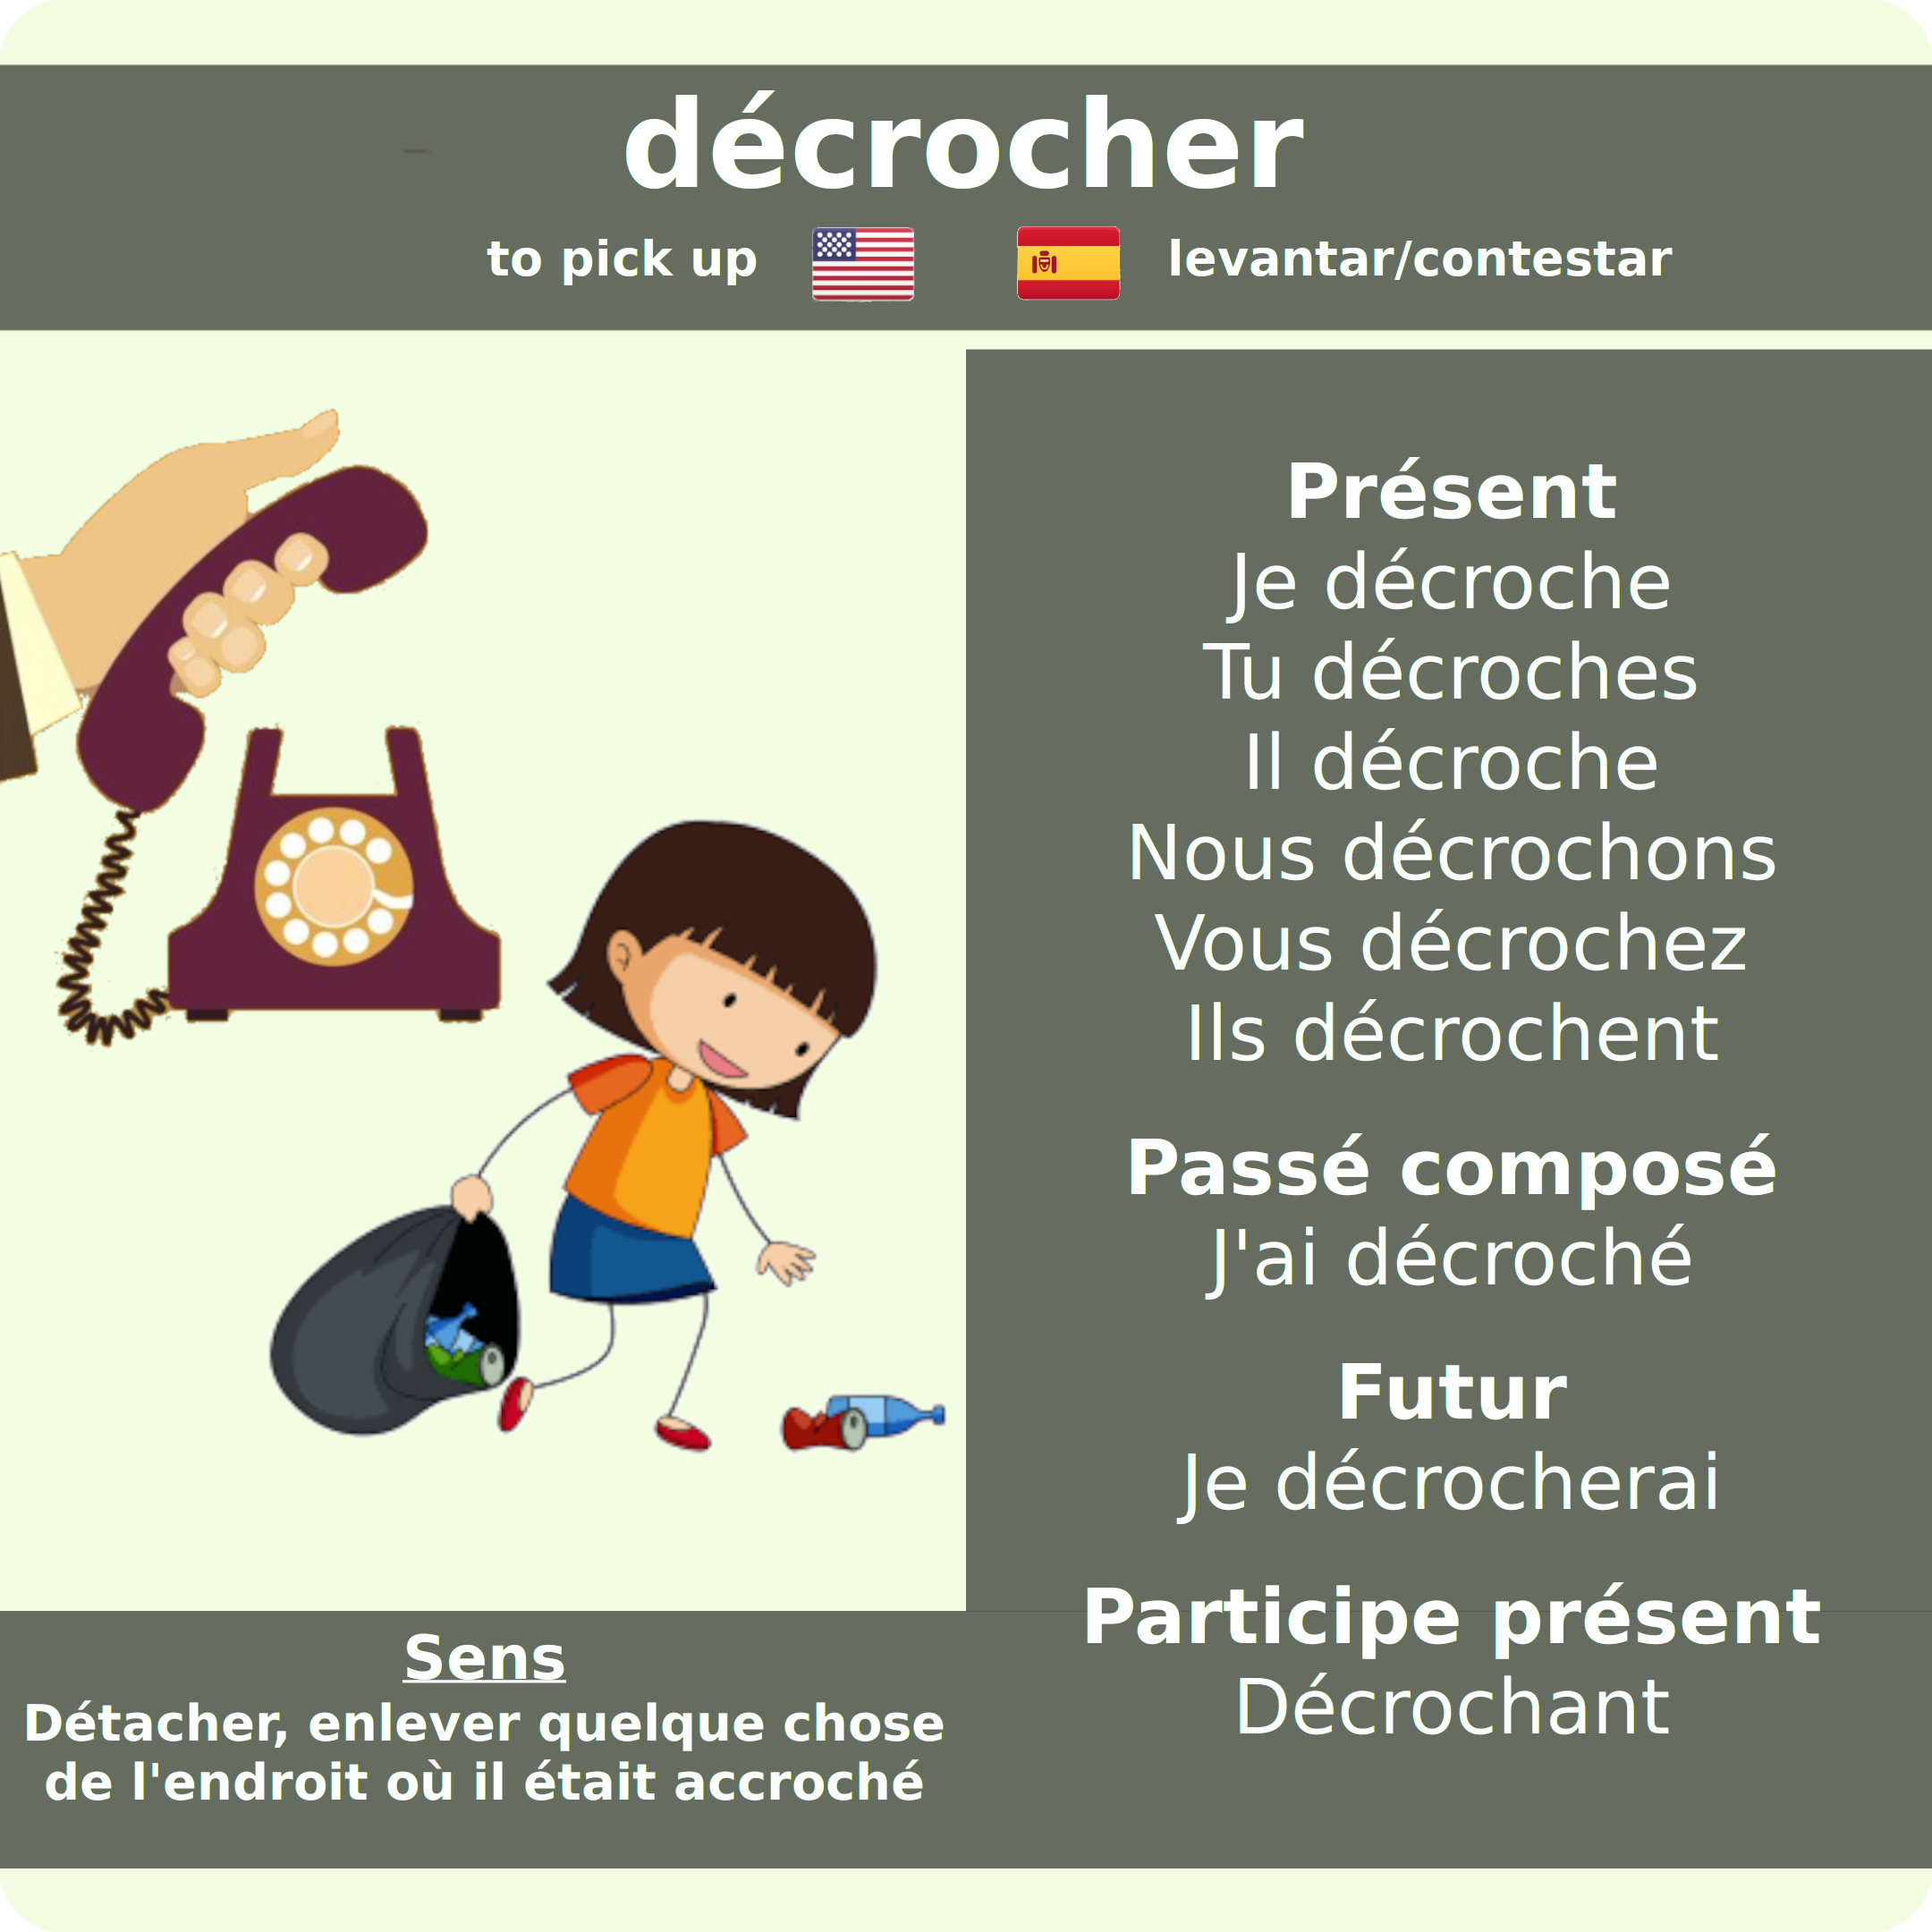 décrocher
to pick up
levantar/contestar
Présent
Je décroche
Tu décroches
Il décroche
Nous décrochons
Vous décrochez
Ils décrochent
Passé composé
J'ai décroché
Futur
Je décrocherai
Participe présent
Décrochant
Sens
Détacher, enlever quelque chose
de l'endroit où il était accroché